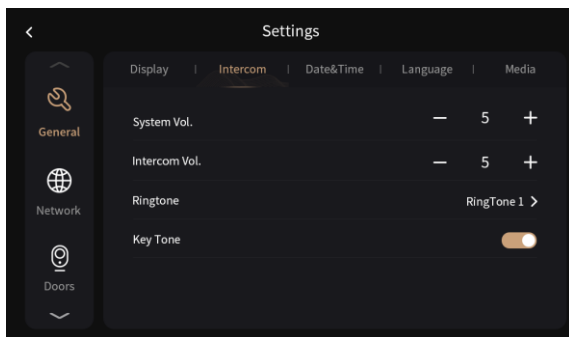 Settings
Display | Intercom | Date&Time | Language | Media
General
Network
Doors
System Vol. — 5 +
Intercom Vol. — 5 +
Ringtone RingTone 1 >
Key Tone